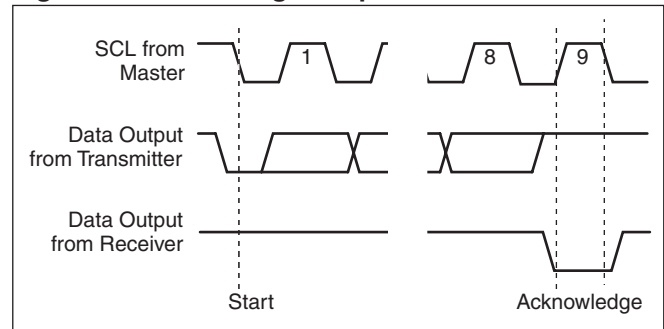 SCL from
Master
1
8
9
Data Output
from Transmitter
Data Output
from Receiver
Start
Acknowledge